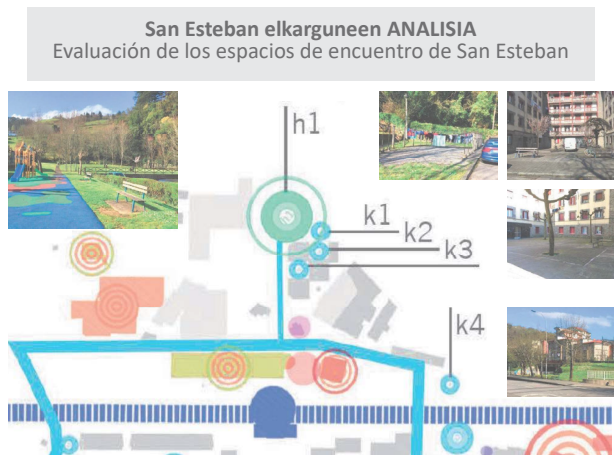 San Esteban elkarguneen ANALISIA
Evaluación de los espacios de encuentro de San Esteban
h1
k1
k2
k3
k4